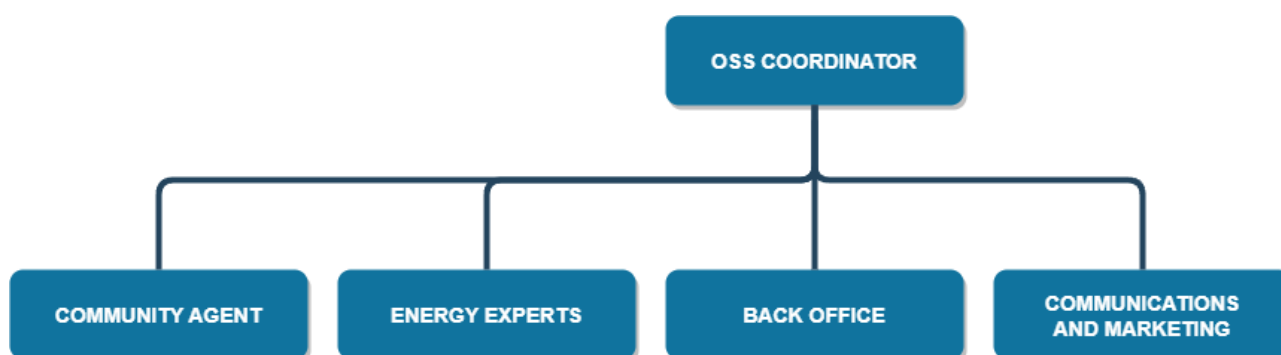 OSS COORDINATOR
COMMUNITY AGENT
ENERGY EXPERTS
BACK OFFICE
COMMUNICATIONS
AND MARKETING